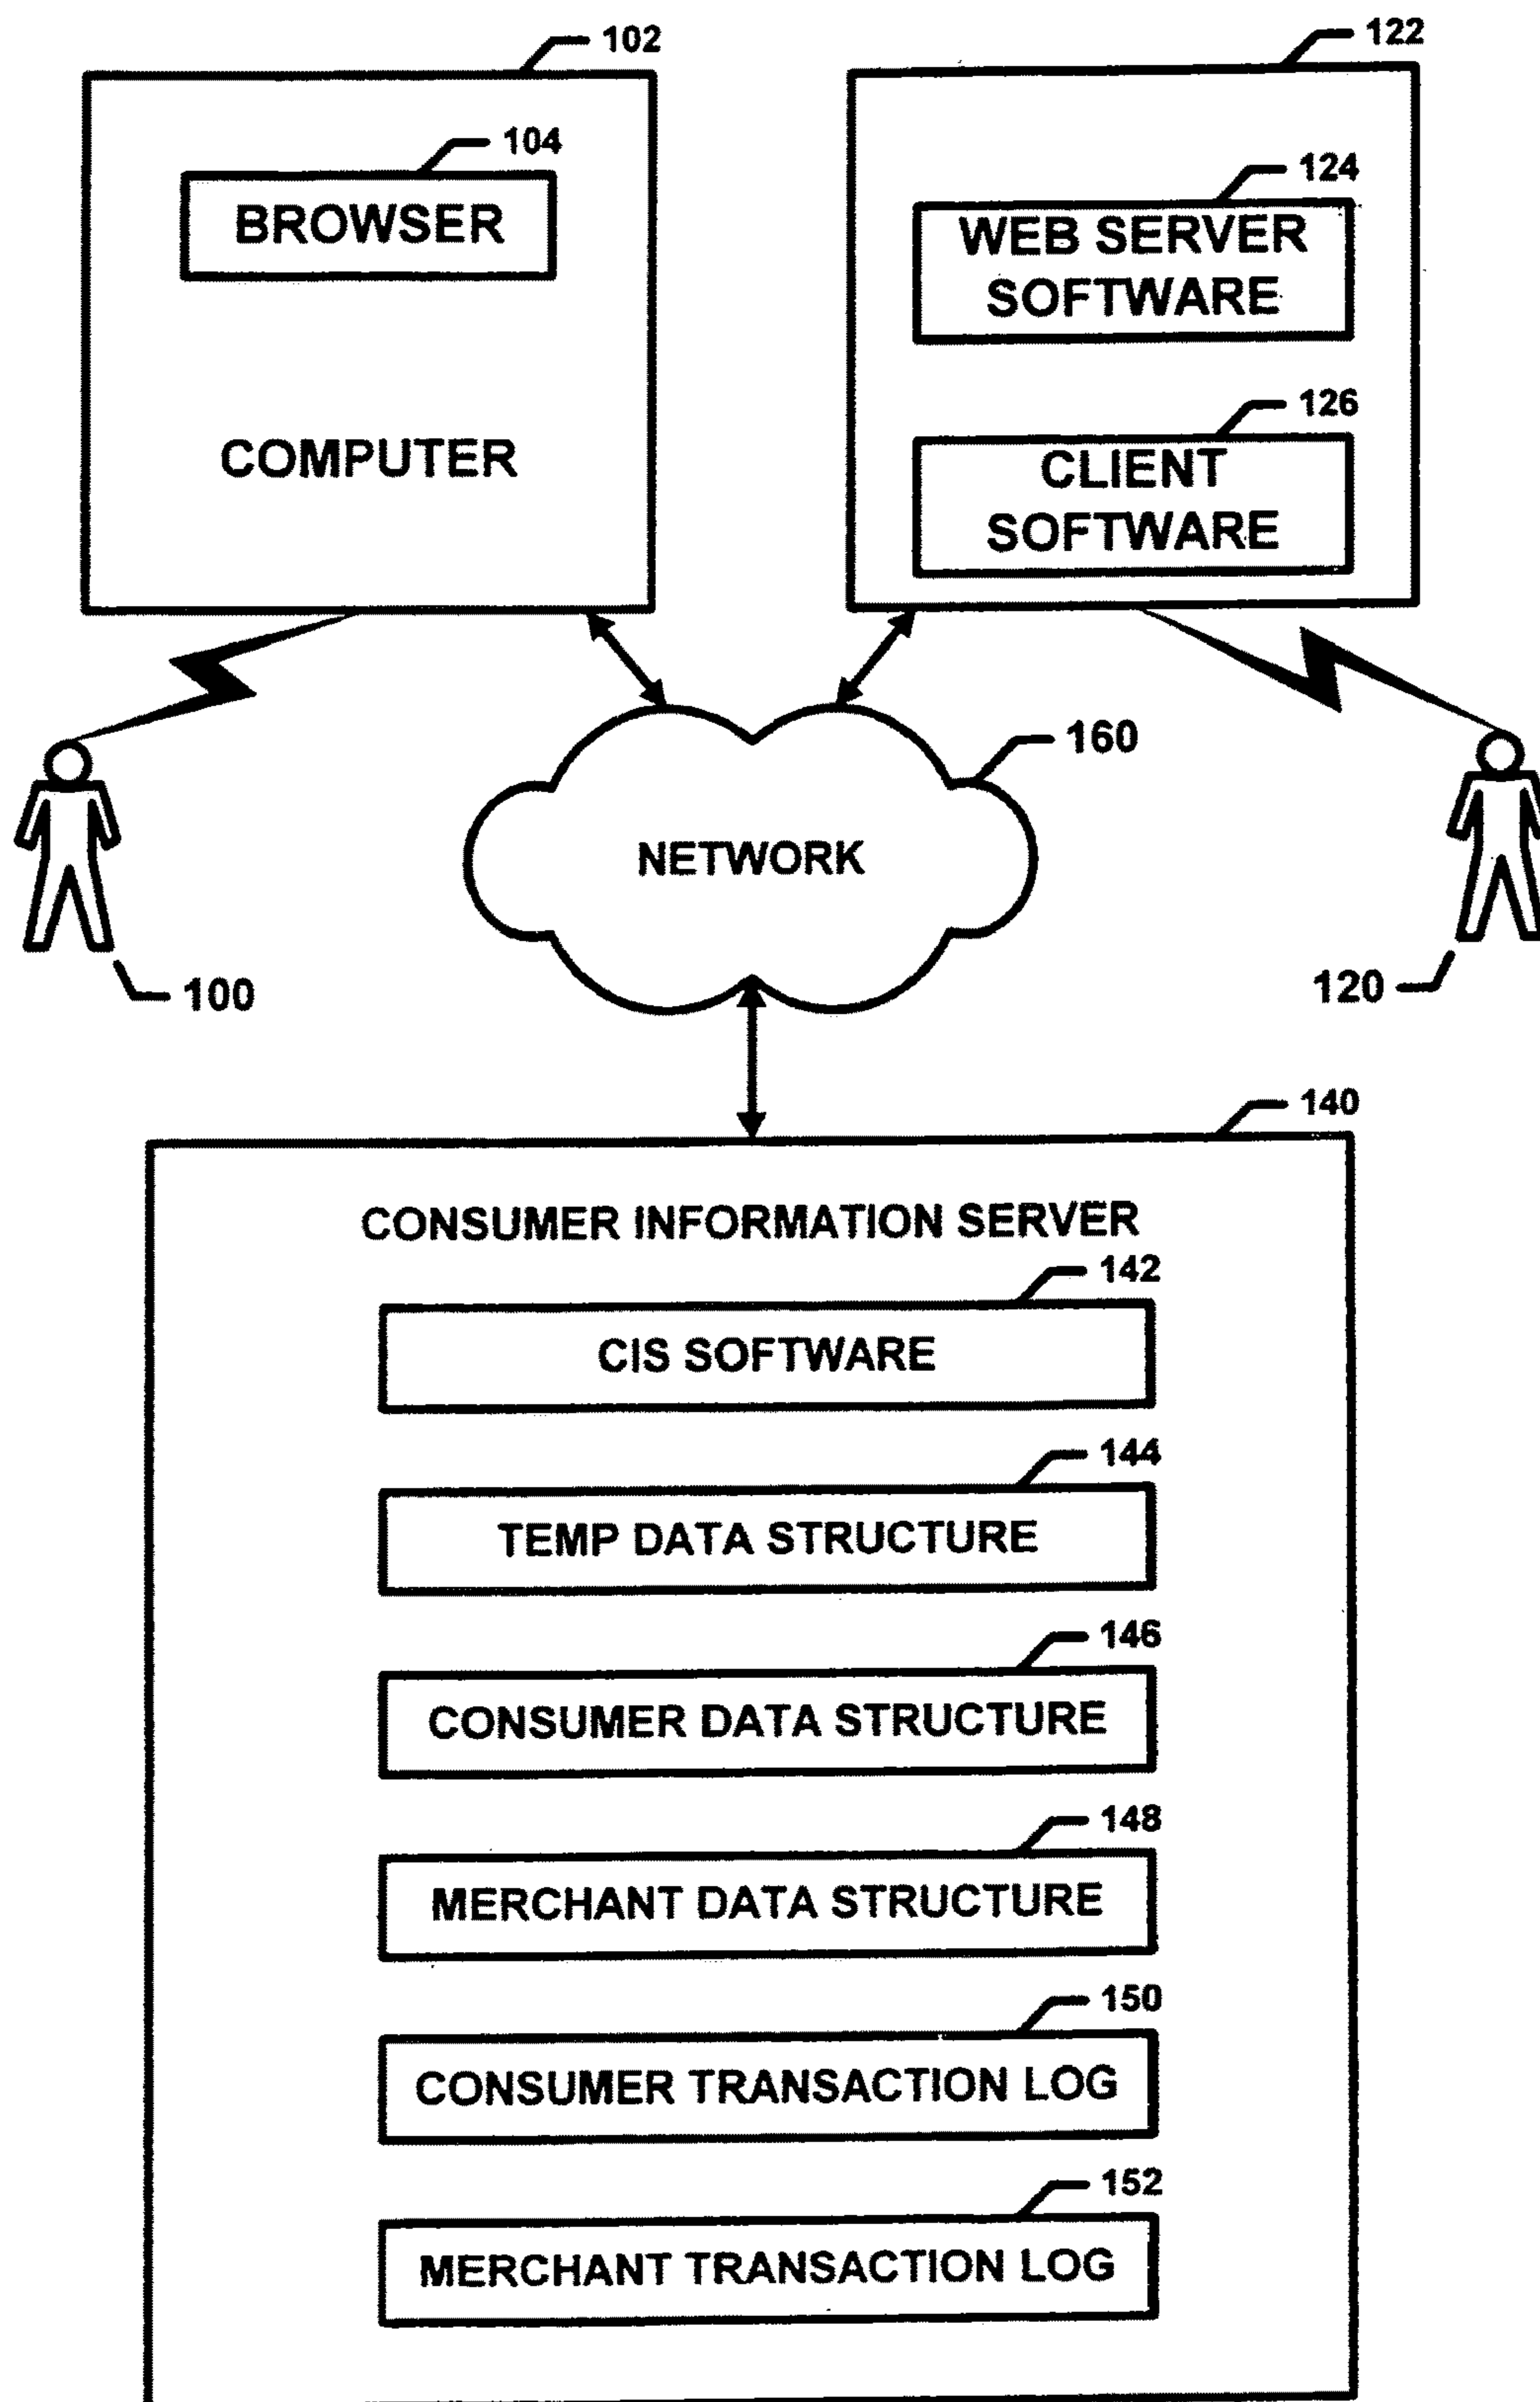 102
104
BROWSER
COMPUTER
122
124
WEB SERVER
SOFTWARE
126
CLIENT
SOFTWARE
160
NETWORK
100
120
140
CONSUMER INFORMATION SERVER
142
CIS SOFTWARE
144
TEMP DATA STRUCTURE
146
CONSUMER DATA STRUCTURE
148
MERCHANT DATA STRUCTURE
150
CONSUMER TRANSACTION LOG
152
MERCHANT TRANSACTION LOG